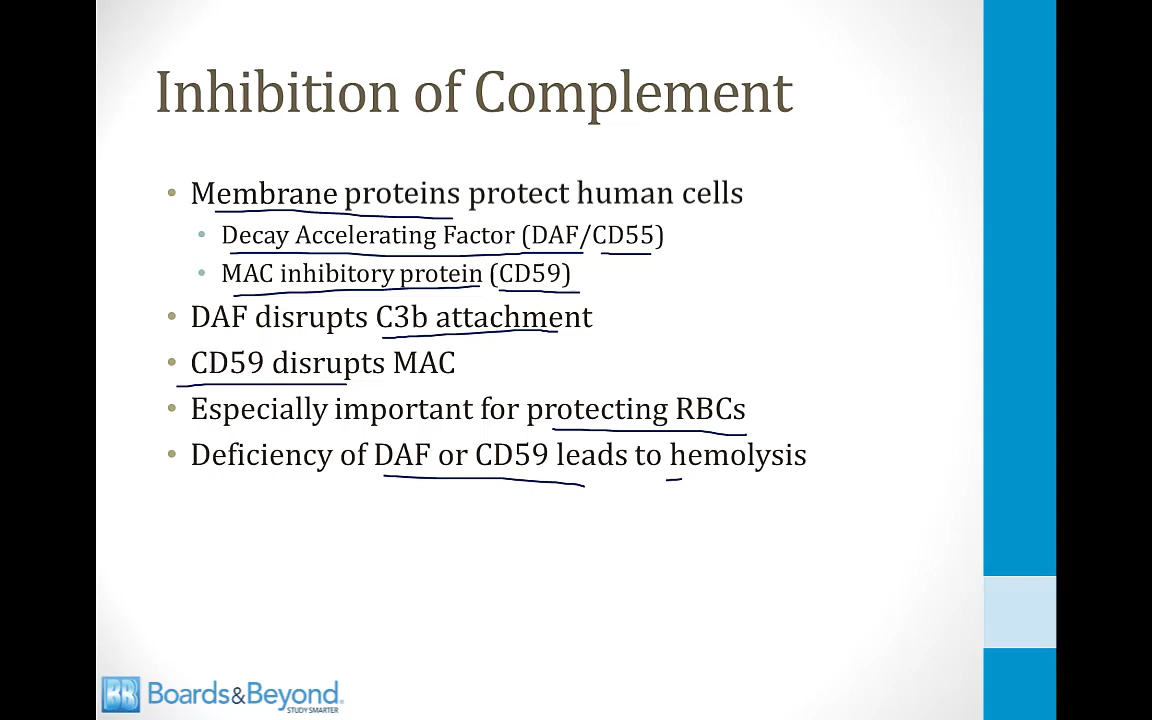 Inhibition of Complement
• Membrane proteins protect human cells
• Decay Accelerating Factor (DAF/CD55)
• MAC inhibitory protein (CD59)
• DAF disrupts C3b attachment
• CD59 disrupts MAC
• Especially important for protecting RBCs
• Deficiency of DAF or CD59 leads to hemolysis
BB Boards&Beyond.
STUDY SMARTER